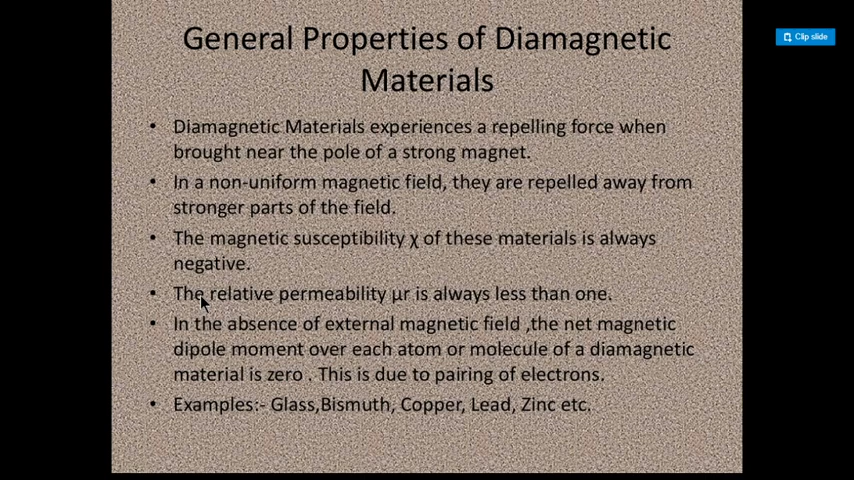 General Properties of Diamagnetic
Materials
Clip slide
• Diamagnetic Materials experiences a repelling force when
brought near the pole of a strong magnet.
• In a non-uniform magnetic field, they are repelled away from
stronger parts of the field.
• The magnetic susceptibility χ of these materials is always
negative.
• The relative permeability μr is always less than one.
• In the absence of external magnetic field ,the net magnetic
dipole moment over each atom or molecule of a diamagnetic
material is zero . This is due to pairing of electrons.
• Examples:- Glass,Bismuth, Copper, Lead, Zinc etc.